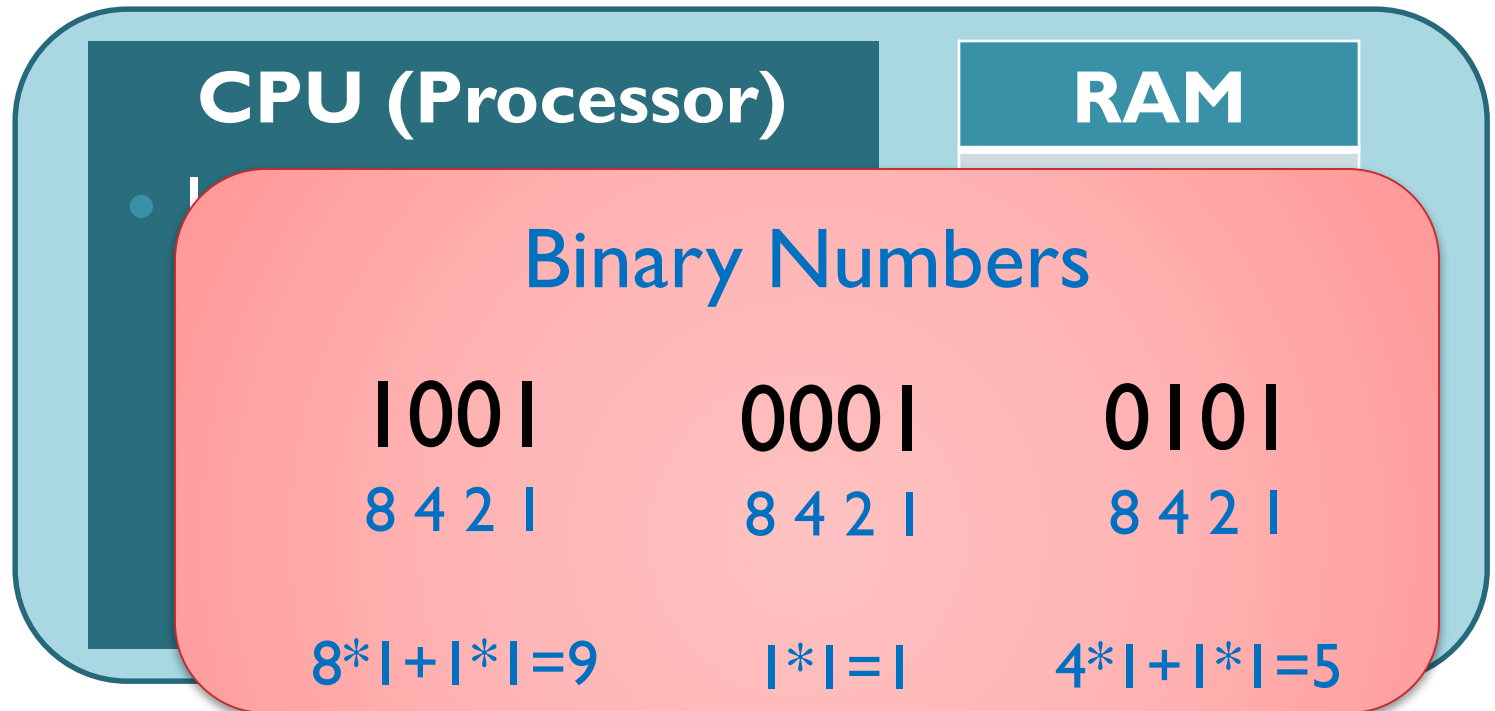 CPU (Processor)
RAM
Binary Numbers
1001 0001 0101
8 4 2 1 8 4 2 1 8 4 2 1
8*1+1*1=9 1*1=1 4*1+1*1=5